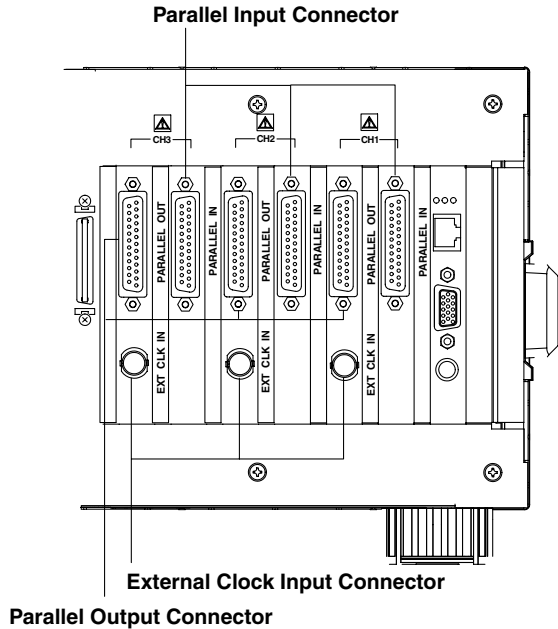 Parallel Input Connector
CH3
CH2
CH1
PARALLEL OUT
PARALLEL IN
PARALLEL OUT
PARALLEL IN
PARALLEL OUT
PARALLEL IN
EXT CLK IN
EXT CLK IN
EXT CLK IN
External Clock Input Connector
Parallel Output Connector